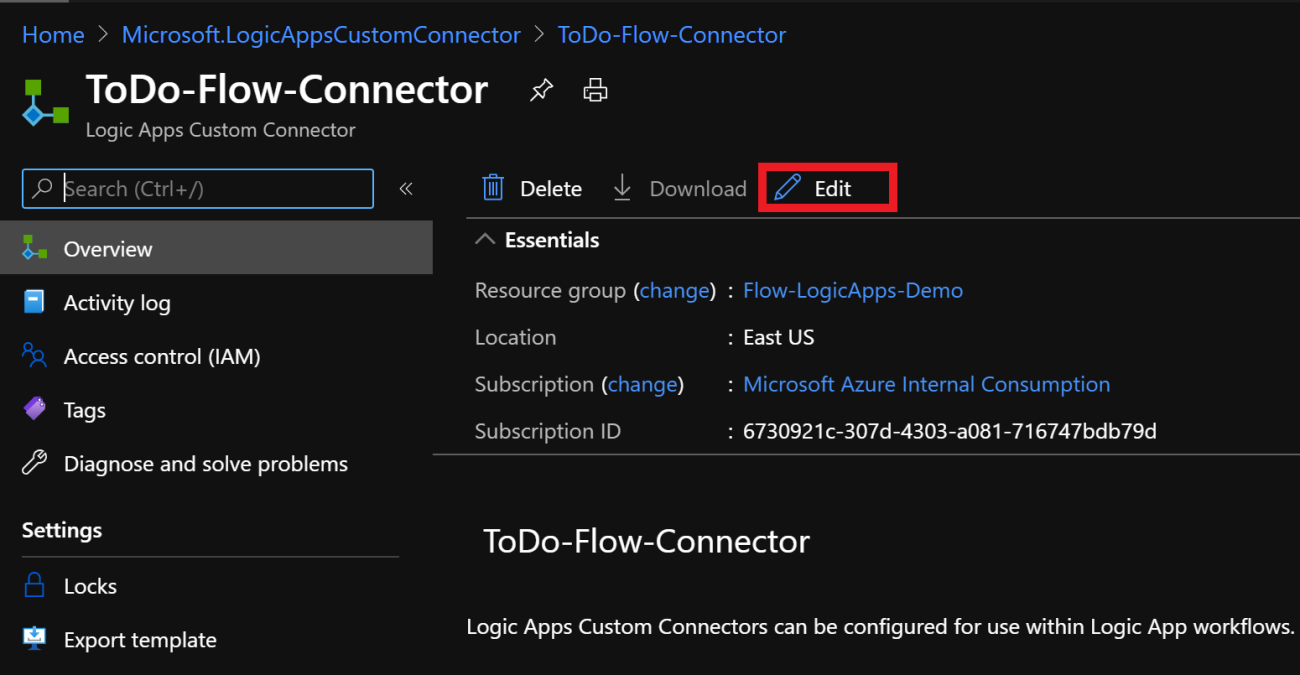 Home > Microsoft.LogicAppsCustomConnector > ToDo-Flow-Connector
ToDo-Flow-Connector
Logic Apps Custom Connector
Search (Ctrl+/)
«
Overview
Activity log
Access control (IAM)
Tags
Diagnose and solve problems
Settings
Locks
Export template
Delete Download Edit
Essentials
Resource group (change) : Flow-LogicApps-Demo
Location : East US
Subscription (change) : Microsoft Azure Internal Consumption
Subscription ID : 6730921c-307d-4303-a081-716747bdb79d
ToDo-Flow-Connector
Logic Apps Custom Connectors can be configured for use within Logic App workflows.